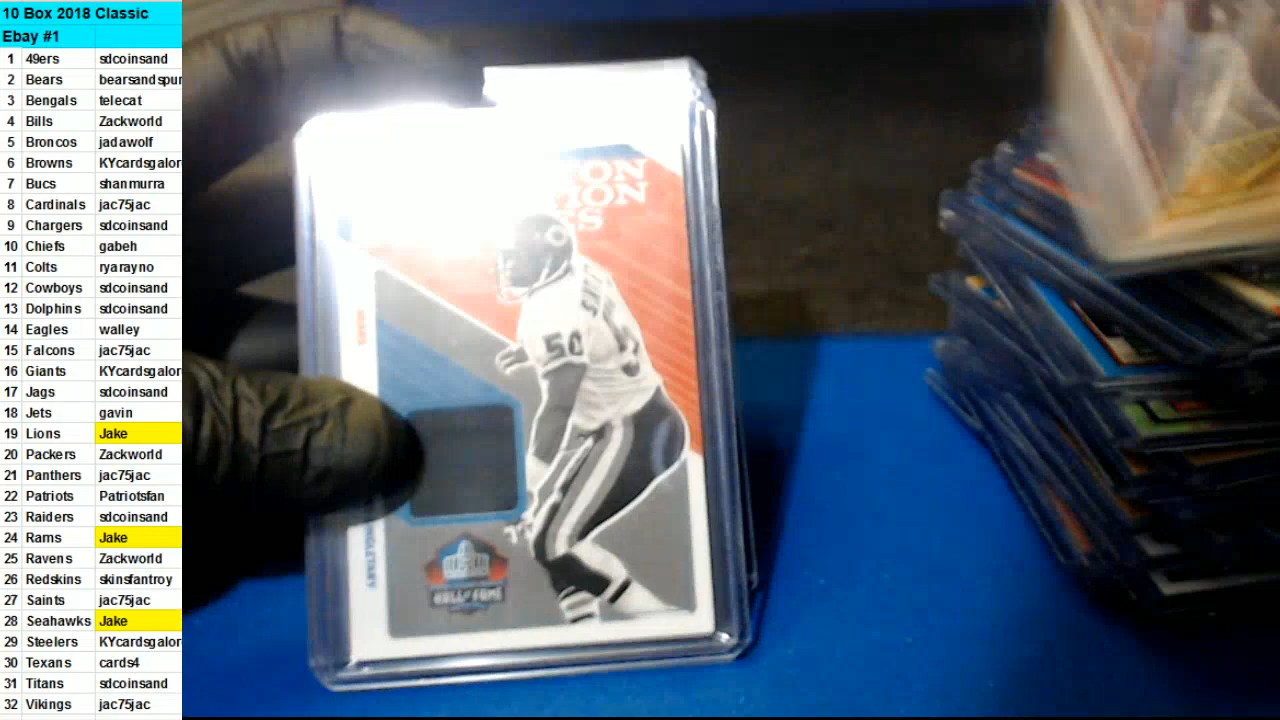 10 Box 2018 Classic
Ebay #1
1 49ers sdcoinsand
2 Bears bearsandspur
3 Bengals telecat
4 Bills Zackworld
5 Broncos jadawolf
6 Browns KYcardsgalor
7 Bucs shanmurra
8 Cardinals jac75jac
9 Chargers sdcoinsand
10 Chiefs gabeh
11 Colts ryarayno
12 Cowboys sdcoinsand
13 Dolphins sdcoinsand
14 Eagles walley
15 Falcons jac75jac
16 Giants KYcardsgalor
17 Jags sdcoinsand
18 Jets gavin
19 Lions Jake
20 Packers Zackworld
21 Panthers jac75jac
22 Patriots Patriotsfan
23 Raiders sdcoinsand
24 Rams Jake
25 Ravens Zackworld
26 Redskins skinsfantroy
27 Saints jac75jac
28 Seahawks Jake
29 Steelers KYcardsgalor
30 Texans cards4
31 Titans sdcoinsand
32 Vikings jac75jac
50
HALL OF FAME